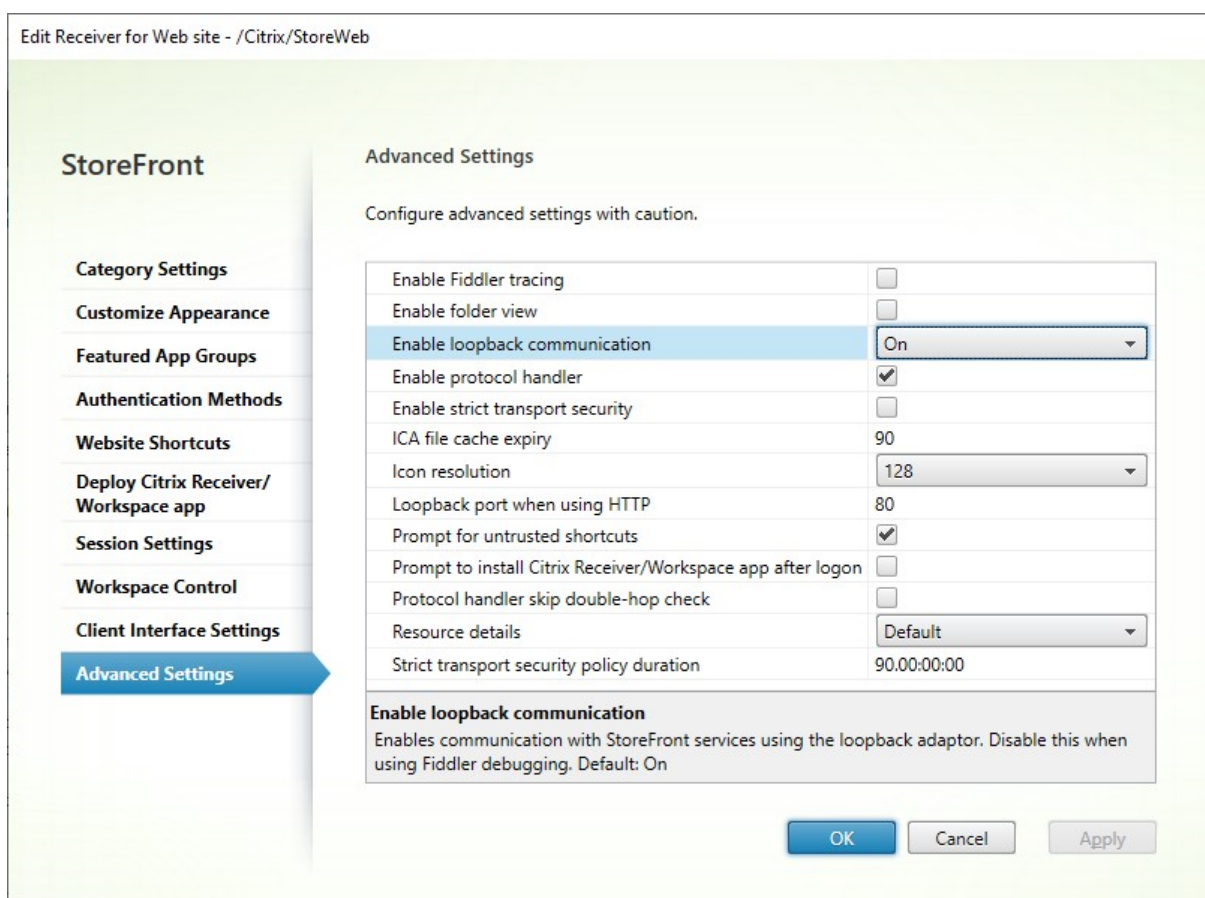 Edit Receiver for Web site - /Citrix/StoreWeb
StoreFront
Category Settings
Customize Appearance
Featured App Groups
Authentication Methods
Website Shortcuts
Deploy Citrix Receiver/
Workspace app
Session Settings
Workspace Control
Client Interface Settings
Advanced Settings
Advanced Settings
Configure advanced settings with caution.
Enable Fiddler tracing
Enable folder view
Enable loopback communication On
Enable protocol handler
Enable strict transport security
ICA file cache expiry 90
Icon resolution 128
Loopback port when using HTTP 80
Prompt for untrusted shortcuts
Prompt to install Citrix Receiver/Workspace app after logon
Protocol handler skip double-hop check
Resource details Default
Strict transport security policy duration 90.00:00:00
Enable loopback communication
Enables communication with StoreFront services using the loopback adaptor. Disable this when
using Fiddler debugging. Default: On
OK Cancel Apply